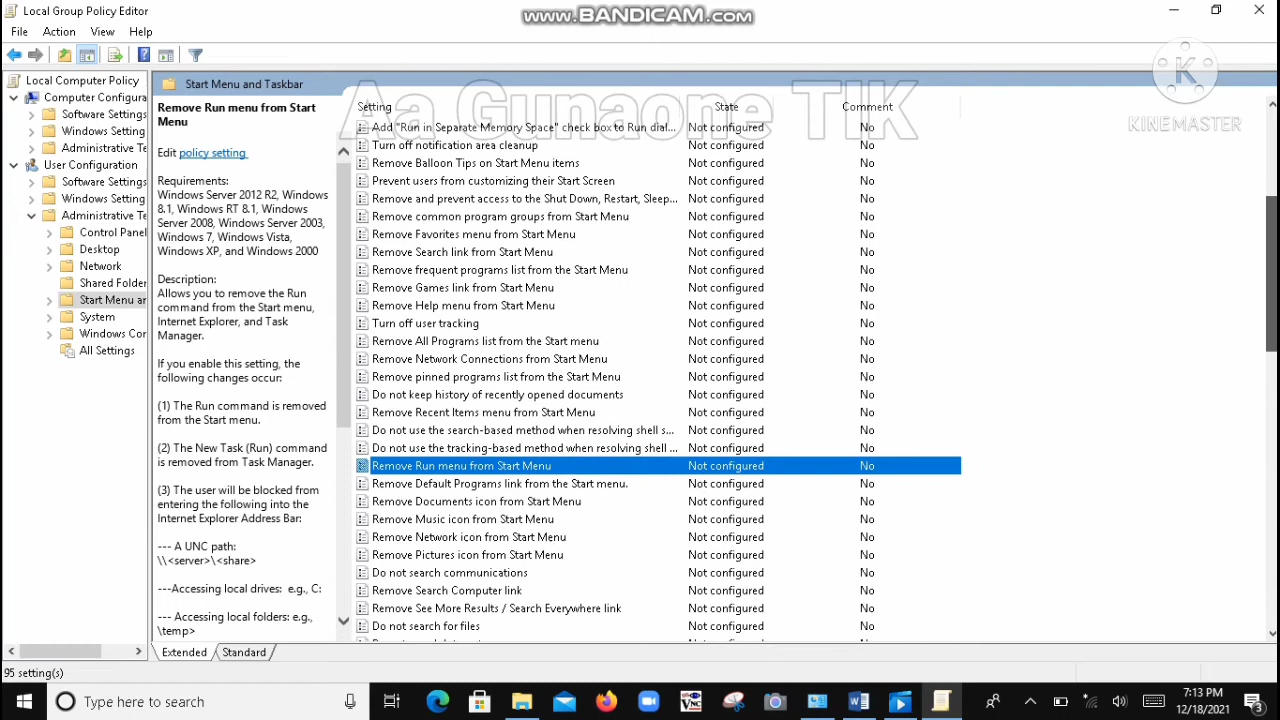 Local Group Policy Editor
www.BANDICAM.com
File Action View Help
Local Computer Policy
Computer Configura
Software Settings
Windows Setting
Administrative Te
User Configuration
Software Settings
Windows Setting
Administrative Te
Control Panel
Desktop
Network
Shared Folder
Start Menu ar
System
Windows Cor
All Settings
Start Menu and Taskbar
Aa Gunaone TIK
K
KINEMASTER
Remove Run menu from Start
Menu
Edit policy setting
Requirements:
Windows Server 2012 R2, Windows
8.1, Windows RT 8.1, Windows
Server 2008, Windows Server 2003,
Windows 7, Windows Vista,
Windows XP, and Windows 2000
Description:
Allows you to remove the Run
command from the Start menu,
Internet Explorer, and Task
Manager.
If you enable this setting, the
following changes occur:
(1) The Run command is removed
from the Start menu.
(2) The New Task (Run) command
is removed from Task Manager.
(3) The user will be blocked from
entering the following into the
Internet Explorer Address Bar:
--- A UNC path:
\\<server>\<share>
---Accessing local drives: e.g., C:
--- Accessing local folders: e.g.,
\temp>
Setting State Comment
Add "Run in Separate Memory Space" check box to Run dial... Not configured No
Turn off notification area cleanup Not configured No
Remove Balloon Tips on Start Menu items Not configured No
Prevent users from customizing their Start Screen Not configured No
Remove and prevent access to the Shut Down, Restart, Sleep... Not configured No
Remove common program groups from Start Menu Not configured No
Remove Favorites menu from Start Menu Not configured No
Remove Search link from Start Menu Not configured No
Remove frequent programs list from the Start Menu Not configured No
Remove Games link from Start Menu Not configured No
Remove Help menu from Start Menu Not configured No
Turn off user tracking Not configured No
Remove All Programs list from the Start menu Not configured No
Remove Network Connections from Start Menu Not configured No
Remove pinned programs list from the Start Menu Not configured No
Do not keep history of recently opened documents Not configured No
Remove Recent Items menu from Start Menu Not configured No
Do not use the search-based method when resolving shell s... Not configured No
Do not use the tracking-based method when resolving shell ... Not configured No
Remove Run menu from Start Menu Not configured No
Remove Default Programs link from the Start menu. Not configured No
Remove Documents icon from Start Menu Not configured No
Remove Music icon from Start Menu Not configured No
Remove Network icon from Start Menu Not configured No
Remove Pictures icon from Start Menu Not configured No
Do not search communications Not configured No
Remove Search Computer link Not configured No
Remove See More Results / Search Everywhere link Not configured No
Do not search for files Not configured No
Extended Standard
95 setting(s)
Type here to search
7:13 PM
12/18/2021
3